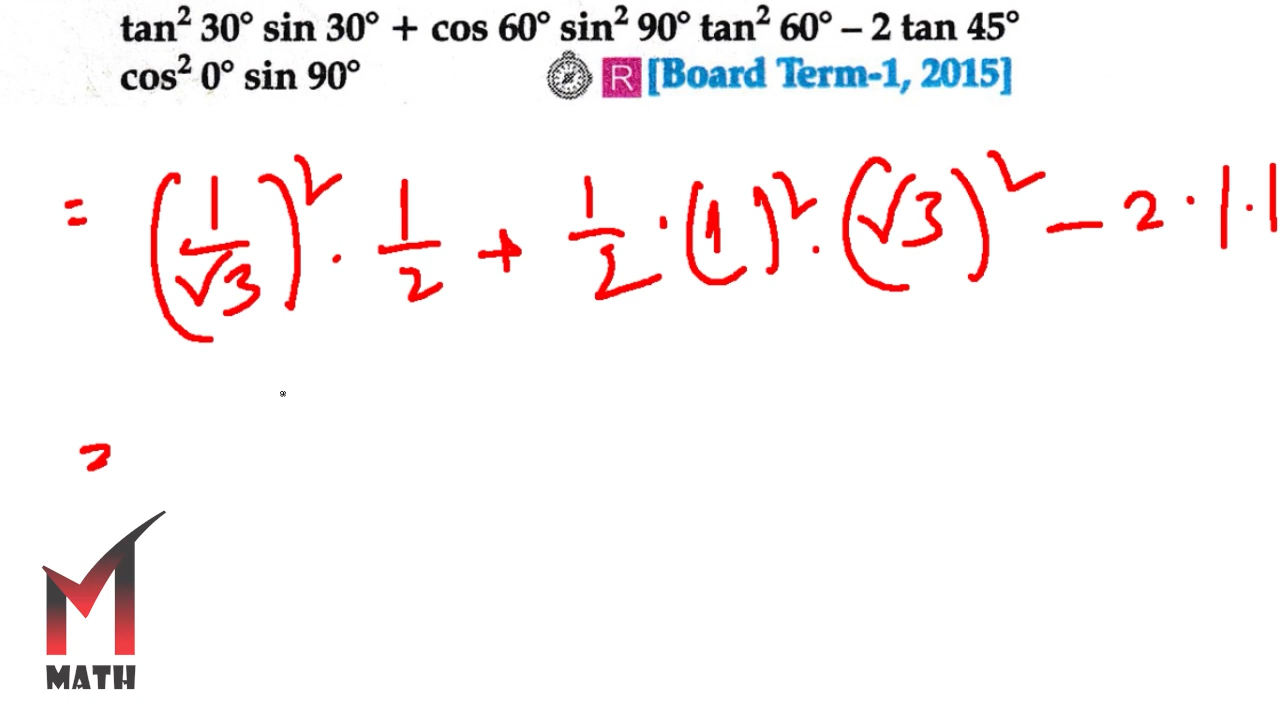 tan² 30° sin 30° + cos 60° sin² 90° tan² 60° – 2 tan 45°
cos² 0° sin 90° R [Board Term-1, 2015]
= (1/√3)² · 1/2 + 1/2 · (1)² · (√3)² – 2 · 1 · 1
=
MATH